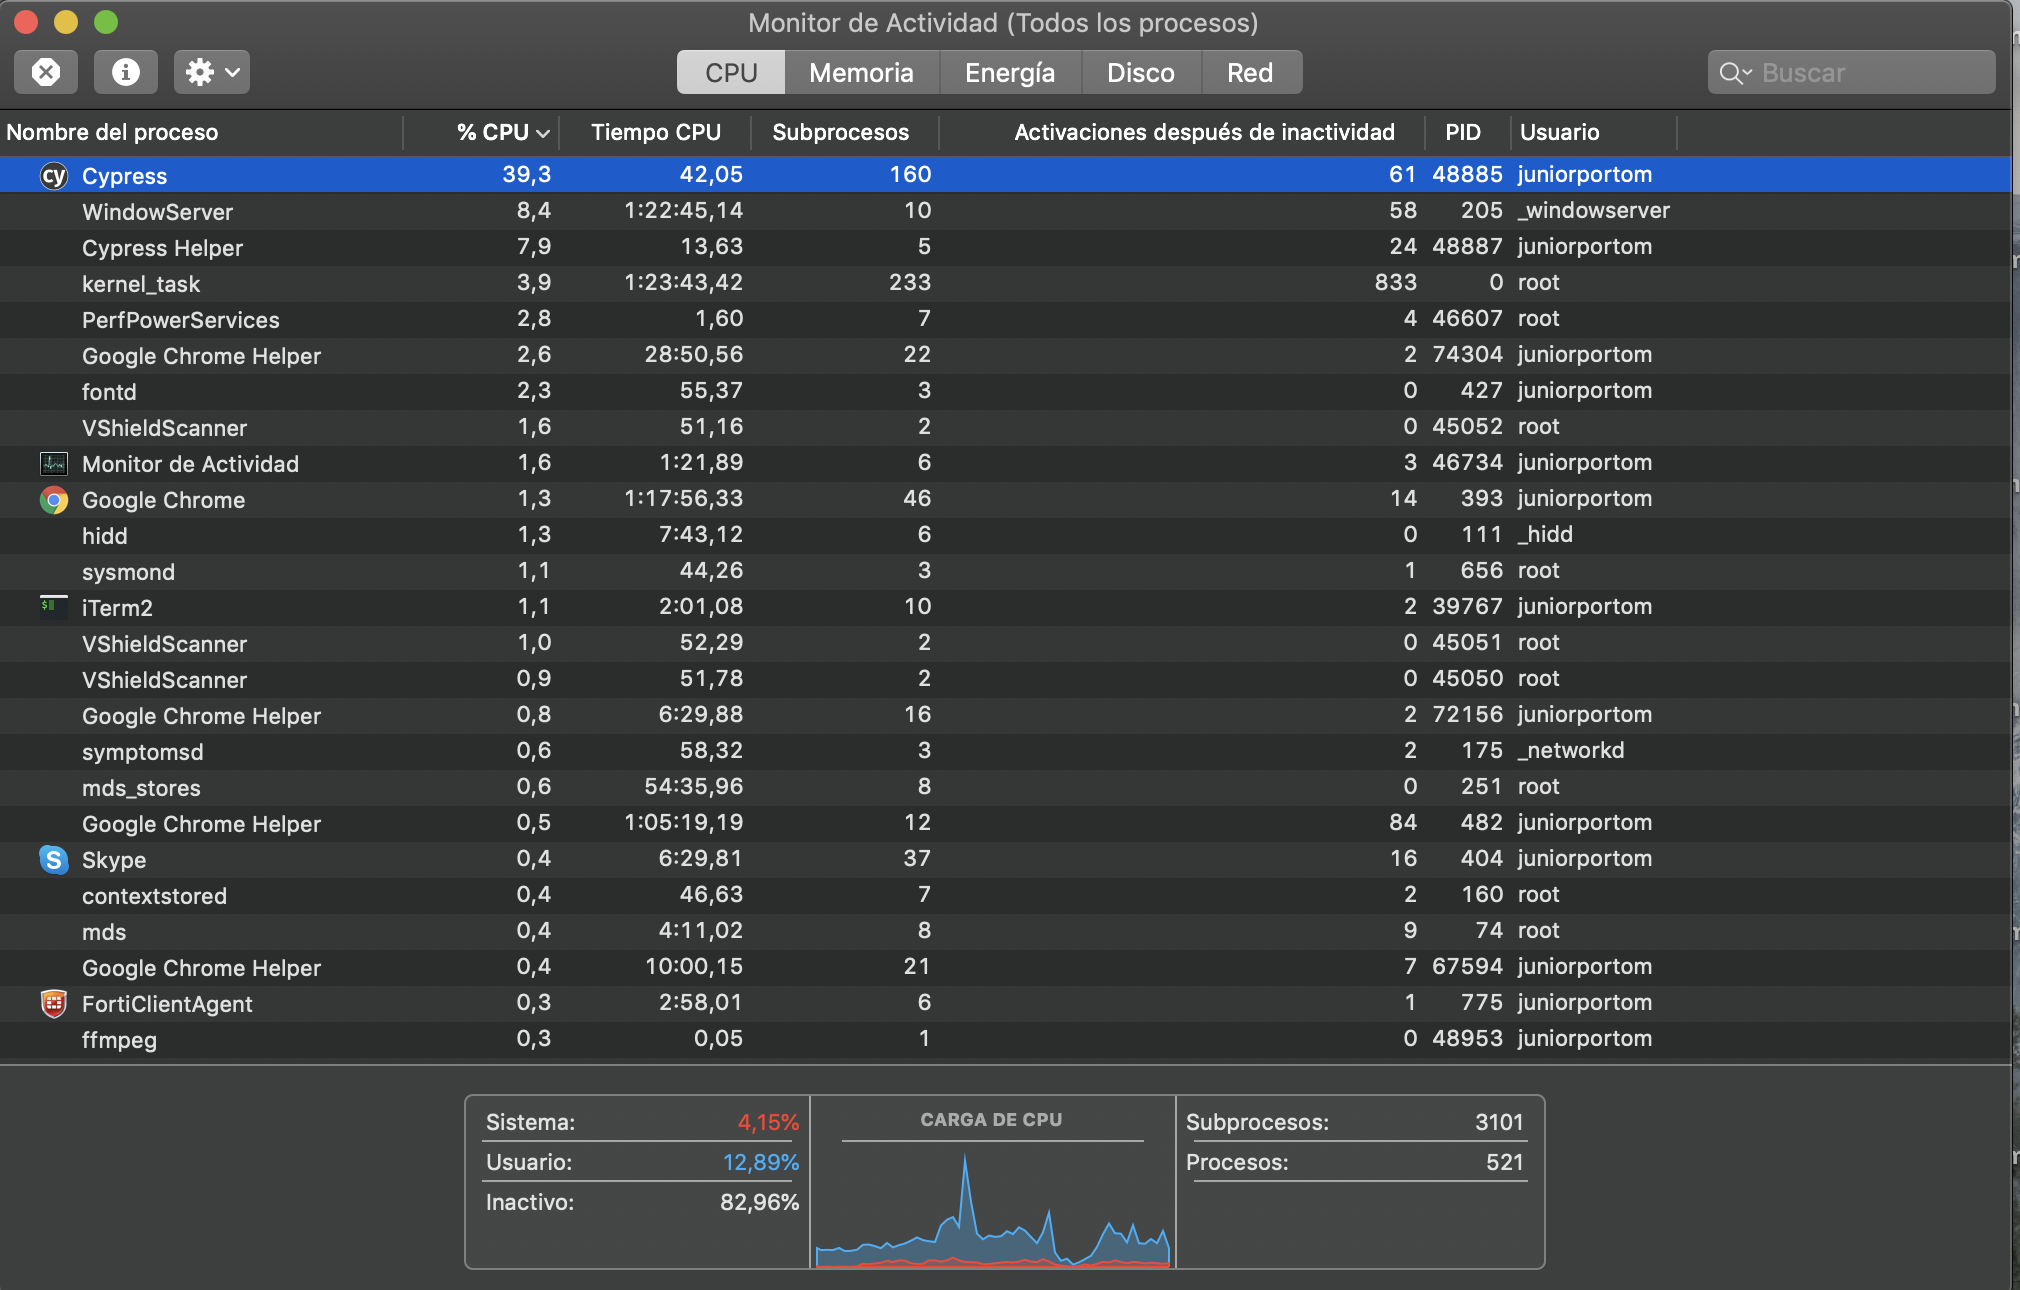 Monitor de Actividad (Todos los procesos)
CPU Memoria Energía Disco Red Buscar
Nombre del proceso % CPU Tiempo CPU Subprocesos Activaciones después de inactividad PID Usuario
cy Cypress 39,3 42,05 160 61 48885 juniorportom
WindowServer 8,4 1:22:45,14 10 58 205 _windowserver
Cypress Helper 7,9 13,63 5 24 48887 juniorportom
kernel_task 3,9 1:23:43,42 233 833 0 root
PerfPowerServices 2,8 1,60 7 4 46607 root
Google Chrome Helper 2,6 28:50,56 22 2 74304 juniorportom
fontd 2,3 55,37 3 0 427 juniorportom
VShieldScanner 1,6 51,16 2 0 45052 root
Monitor de Actividad 1,6 1:21,89 6 3 46734 juniorportom
Google Chrome 1,3 1:17:56,33 46 14 393 juniorportom
hidd 1,3 7:43,12 6 0 111 _hidd
sysmond 1,1 44,26 3 1 656 root
$ iTerm2 1,1 2:01,08 10 2 39767 juniorportom
VShieldScanner 1,0 52,29 2 0 45051 root
VShieldScanner 0,9 51,78 2 0 45050 root
Google Chrome Helper 0,8 6:29,88 16 2 72156 juniorportom
symptomsd 0,6 58,32 3 2 175 _networkd
mds_stores 0,6 54:35,96 8 0 251 root
Google Chrome Helper 0,5 1:05:19,19 12 84 482 juniorportom
S Skype 0,4 6:29,81 37 16 404 juniorportom
contextstored 0,4 46,63 7 2 160 root
mds 0,4 4:11,02 8 9 74 root
Google Chrome Helper 0,4 10:00,15 21 7 67594 juniorportom
FortiClientAgent 0,3 2:58,01 6 1 775 juniorportom
ffmpeg 0,3 0,05 1 0 48953 juniorportom
Sistema: 4,15%
Usuario: 12,89%
Inactivo: 82,96%
CARGA DE CPU
Subprocesos: 3101
Procesos: 521